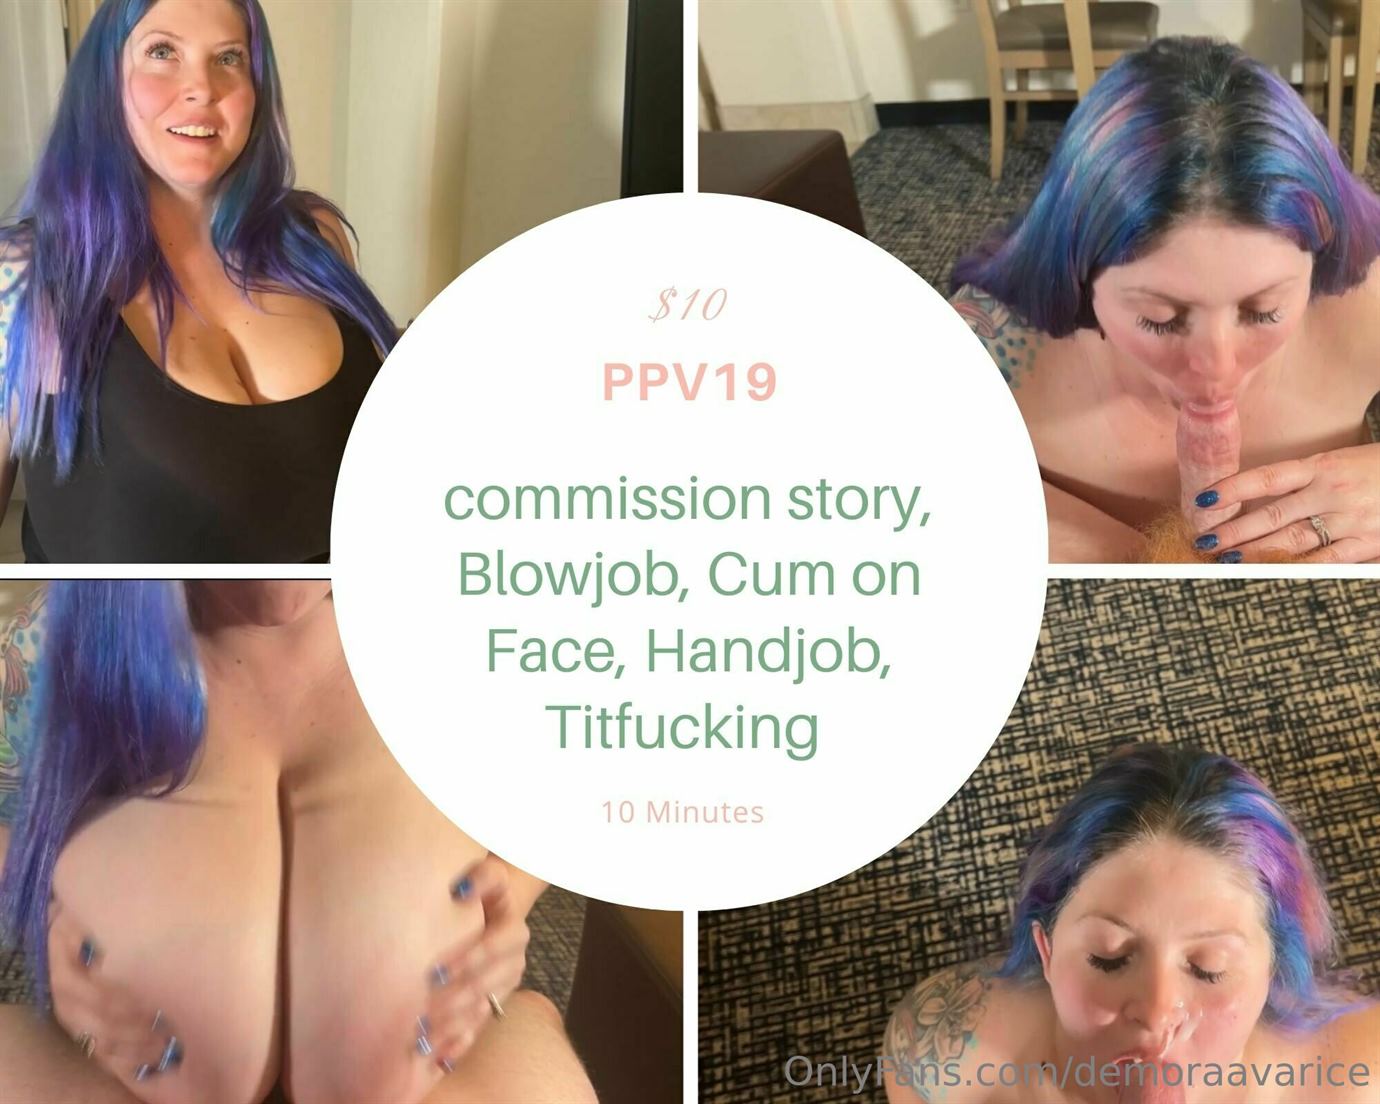 $10
PPV19
commission story,
Blowjob, Cum on
Face, Handjob,
Titfucking
10 Minutes
OnlyFans.com/demoraavarice